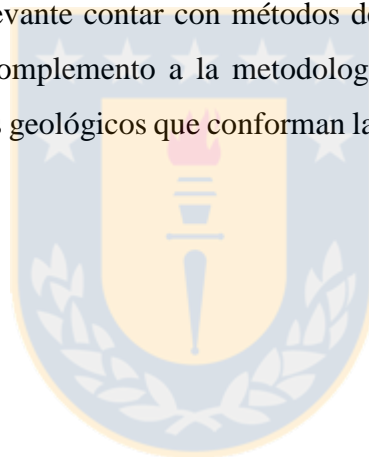 evante contar con métodos de
omplemento a la metodolog
s geológicos que conforman la